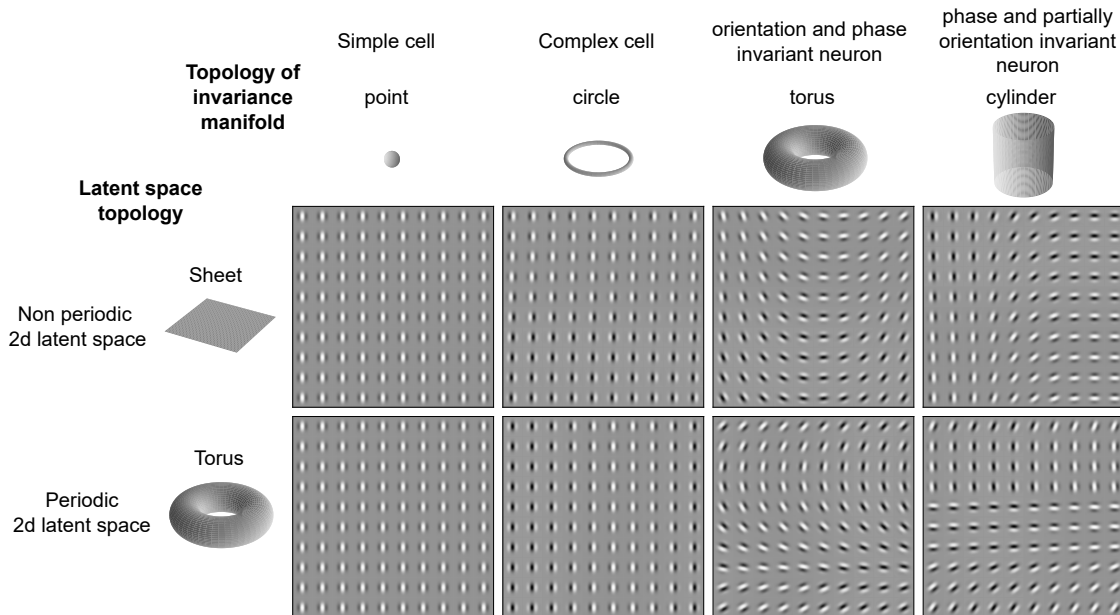 Simple cell
Complex cell
orientation and phase
invariant neuron
phase and partially
orientation invariant
neuron
Topology of
invariance
manifold
point
circle
torus
cylinder
Latent space
topology
Sheet
Non periodic
2d latent space
Torus
Periodic
2d latent space